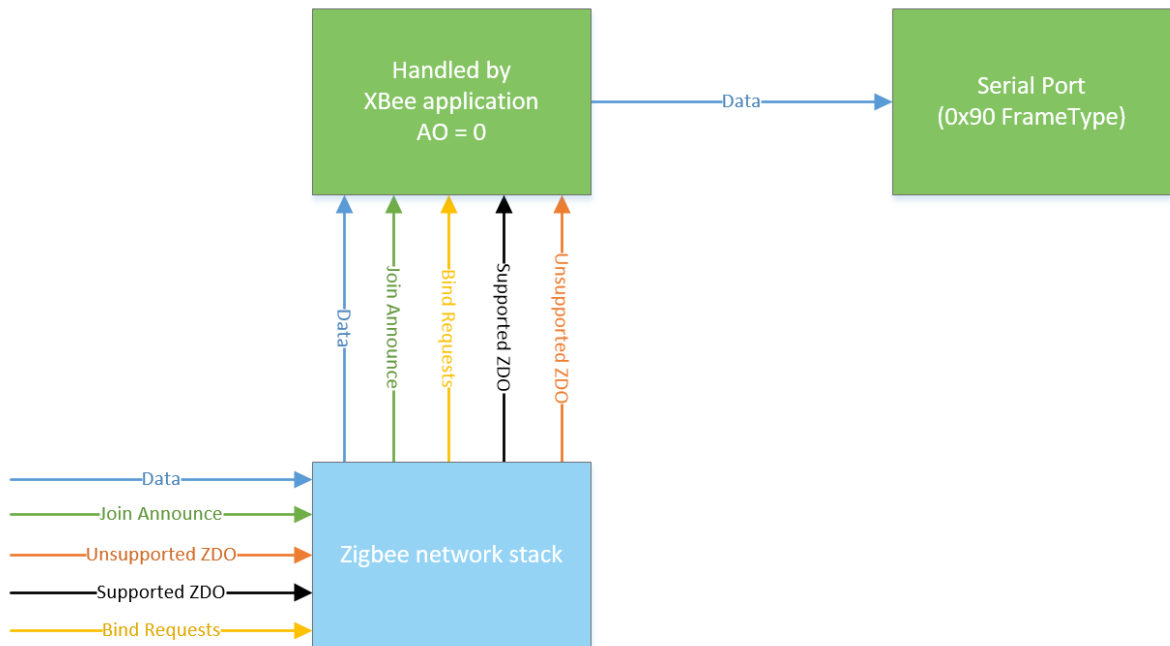 Handled by
XBee application
AO = 0
Data
Serial Port
(0x90 FrameType)
Data
Join Announce
Bind Requests
Supported ZDO
Unsupported ZDO
Data
Join Announce
Unsupported ZDO
Supported ZDO
Bind Requests
Zigbee network stack